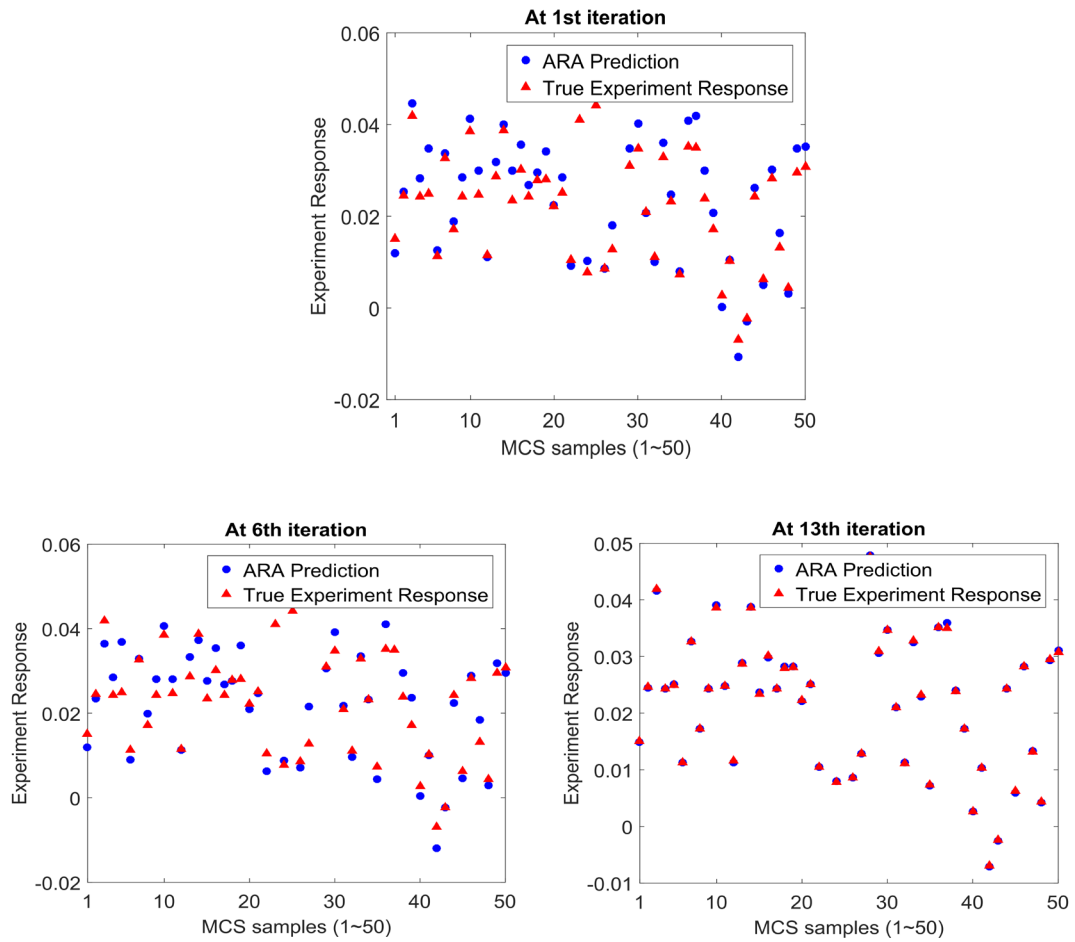 At 1st iteration
0.06
0.04
0.02
0
-0.02
Experiment Response
ARA Prediction
True Experiment Response
1 10 20 30 40 50
MCS samples (1~50)
At 6th iteration
0.06
0.04
0.02
0
-0.02
Experiment Response
ARA Prediction
True Experiment Response
1 10 20 30 40 50
MCS samples (1~50)
At 13th iteration
0.05
0.04
0.03
0.02
0.01
0
-0.01
Experiment Response
ARA Prediction
True Experiment Response
1 10 20 30 40 50
MCS samples (1~50)